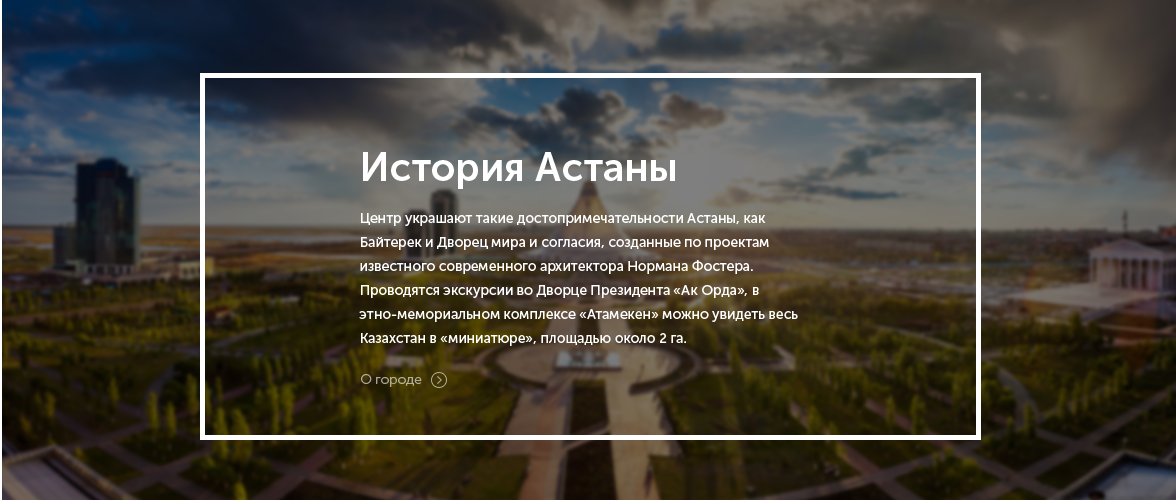 История Астаны
Центр украшают такие достопримечательности Астаны, как
Байтерек и Дворец мира и согласия, созданные по проектам
известного современного архитектора Нормана Фостера.
Проводятся экскурсии во Дворце Президента «Ак Орда», в
этно-мемориальном комплексе «Атамекен» можно увидеть весь
Казахстан в «миниатюре», площадью около 2 га.
О городе